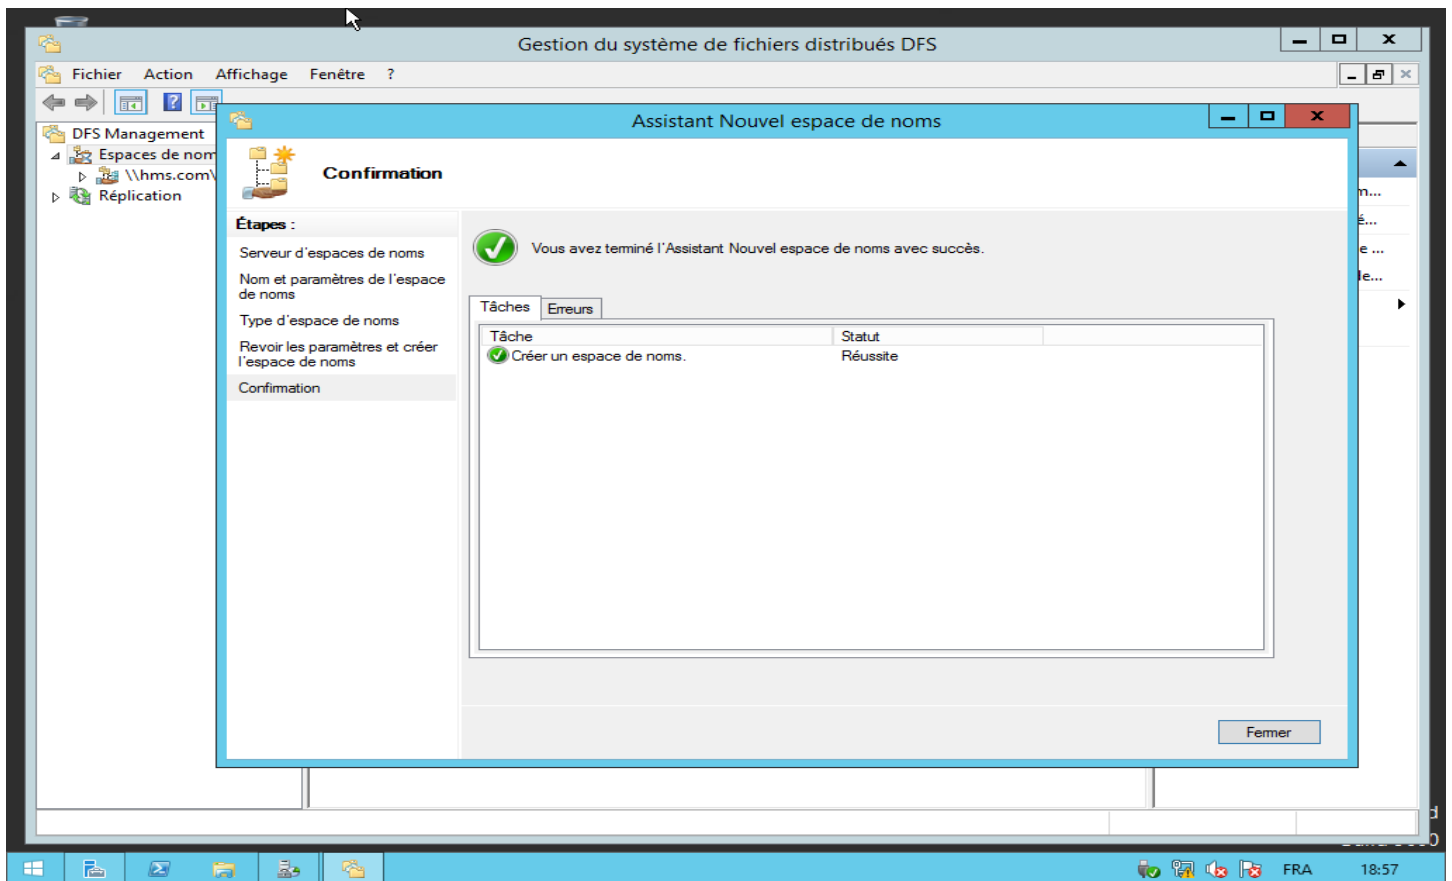 Gestion du système de fichiers distribués DFS
Fichier Action Affichage Fenêtre ?
DFS Management
Espaces de nom
\\hms.com\
Réplication
Assistant Nouvel espace de noms
Confirmation
Étapes :
Serveur d'espaces de noms
Nom et paramètres de l'espace
de noms
Type d'espace de noms
Revoir les paramètres et créer
l'espace de noms
Confirmation
Vous avez terminé l'Assistant Nouvel espace de noms avec succès.
Tâches Erreurs
Tâche Statut
Créer un espace de noms. Réussite
Fermer
FRA 18:57